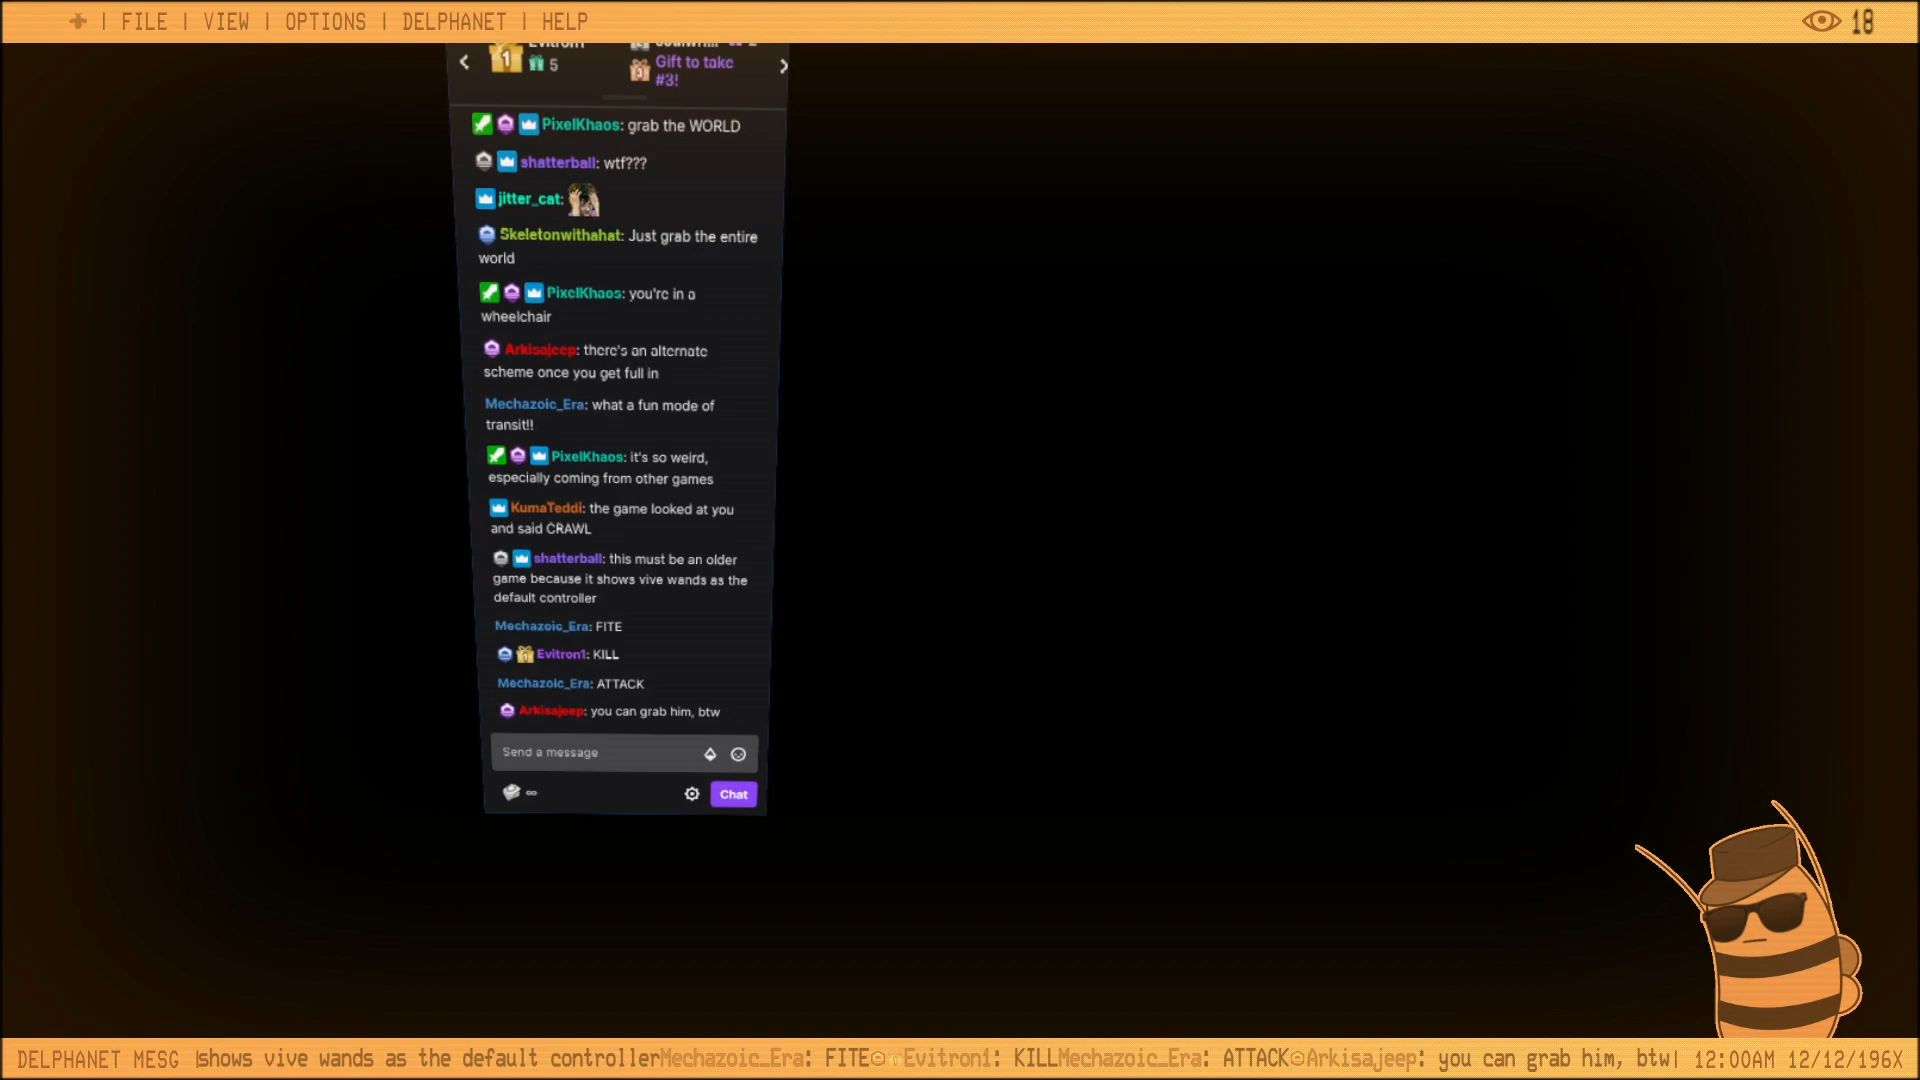 | FILE | VIEW | OPTIONS | DELPHANET | HELP
18
Evitron1
1
5
Gift to take
3
#3!
PixelKhaos: grab the WORLD
shatterball: wtf???
jitter_cat:
Skeletonwithahat: Just grab the entire
world
PixelKhaos: you're in a
wheelchair
Arkisajeep: there's an alternate
scheme once you get full in
Mechazoic_Era: what a fun mode of
transit!!
PixelKhaos: it's so weird,
especially coming from other games
KumaTeddi: the game looked at you
and said CRAWL
shatterball: this must be an older
game because it shows vive wands as the
default controller
Mechazoic_Era: FITE
Evitron1: KILL
Mechazoic_Era: ATTACK
Arkisajeep: you can grab him, btw
Send a message
∞
Chat
DELPHANET MESG |shows vive wands as the default controllerMechazoic_Era: FITE Evitron1: KILLMechazoic_Era: ATTACK Arkisajeep: you can grab him, btw| 12:00AM 12/12/196X